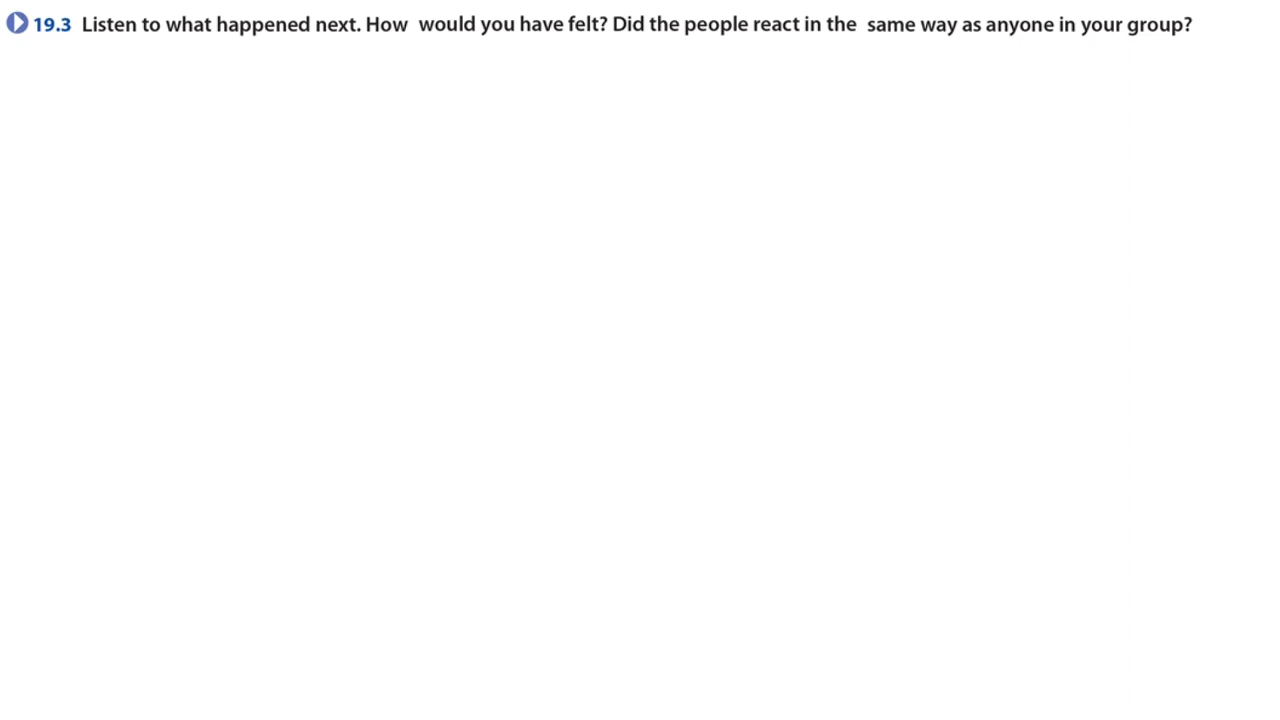 19.3 Listen to what happened next. How would you have felt? Did the people react in the same way as anyone in your group?